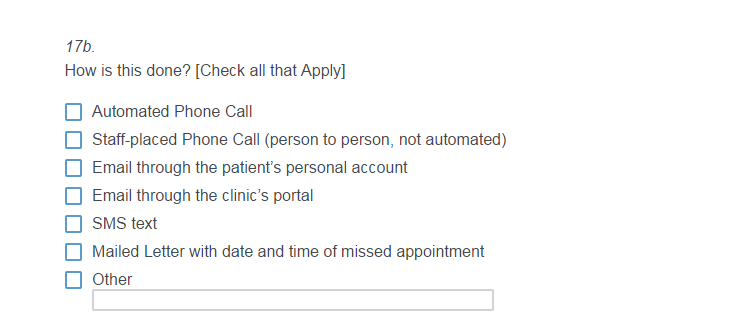 17b.
How is this done? [Check all that Apply]
Automated Phone Call
Staff-placed Phone Call (person to person, not automated)
Email through the patient’s personal account
Email through the clinic’s portal
SMS text
Mailed Letter with date and time of missed appointment
Other